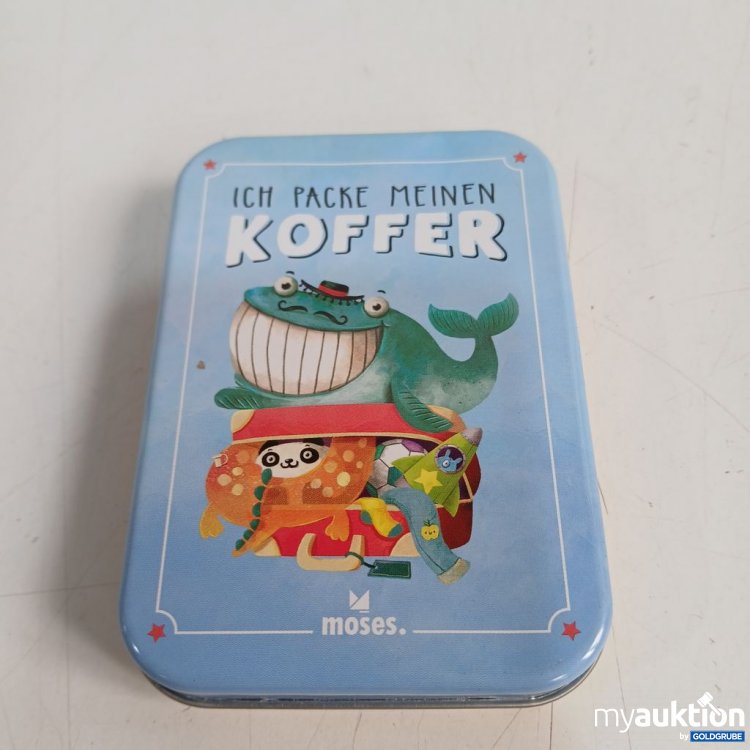 ICH PACKE MEINEN
KOFFER
moses.
myauktion
by GOLDGRUBE